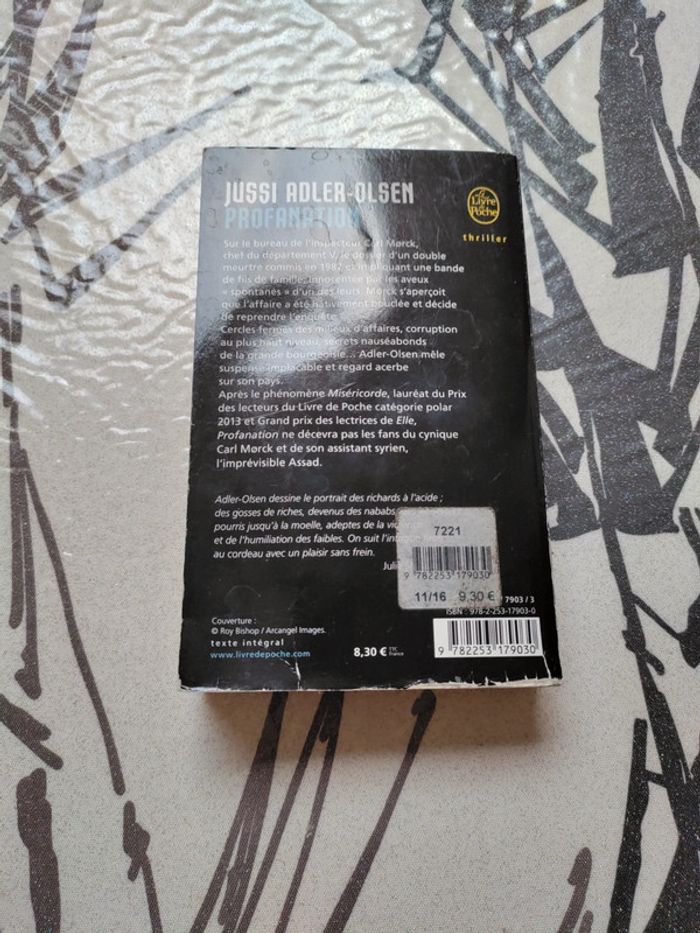 JUSSI ADLER-OLSEN
PROFANATION
Le
Livre
de
Poche
thriller
Sur le bureau de l'inspecteur Carl Mørck,
chef du département V, le dossier d'un double
meurtre commis en 1987 et impliquant une bande
de fils de famille, innocentée par les aveux
« spontanés » d'un des leurs. Mørck s'aperçoit
que l'affaire a été hâtivement bouclée et décide
de reprendre l'enquête.
Cercles fermés des milieux d'affaires, corruption
au plus haut niveau, secrets nauséabonds
de la grande bourgeoisie... Adler-Olsen mêle
suspense implacable et regard acerbe
sur son pays.
Après le phénomène Miséricorde, lauréat du Prix
des lecteurs du Livre de Poche catégorie polar
2013 et Grand prix des lectrices de Elle,
Profanation ne décevra pas les fans du cynique
Carl Mørck et de son assistant syrien,
l'imprévisible Assad.
Adler-Olsen dessine le portrait des richards à l'acide ;
des gosses de riches, devenus des nababs
pourris jusqu'à la moelle, adeptes de la violence
et de l'humiliation des faibles. On suit l'intrigue
au cordeau avec un plaisir sans frein.
7221
9 782253 179030
11/16 9,30 €
7903 / 3
ISBN : 978-2-253-17903-0
Couverture :
© Roy Bishop / Arcangel Images.
texte intégral
www.livredepoche.com
8,30 € TTC
France
9 782253 179030